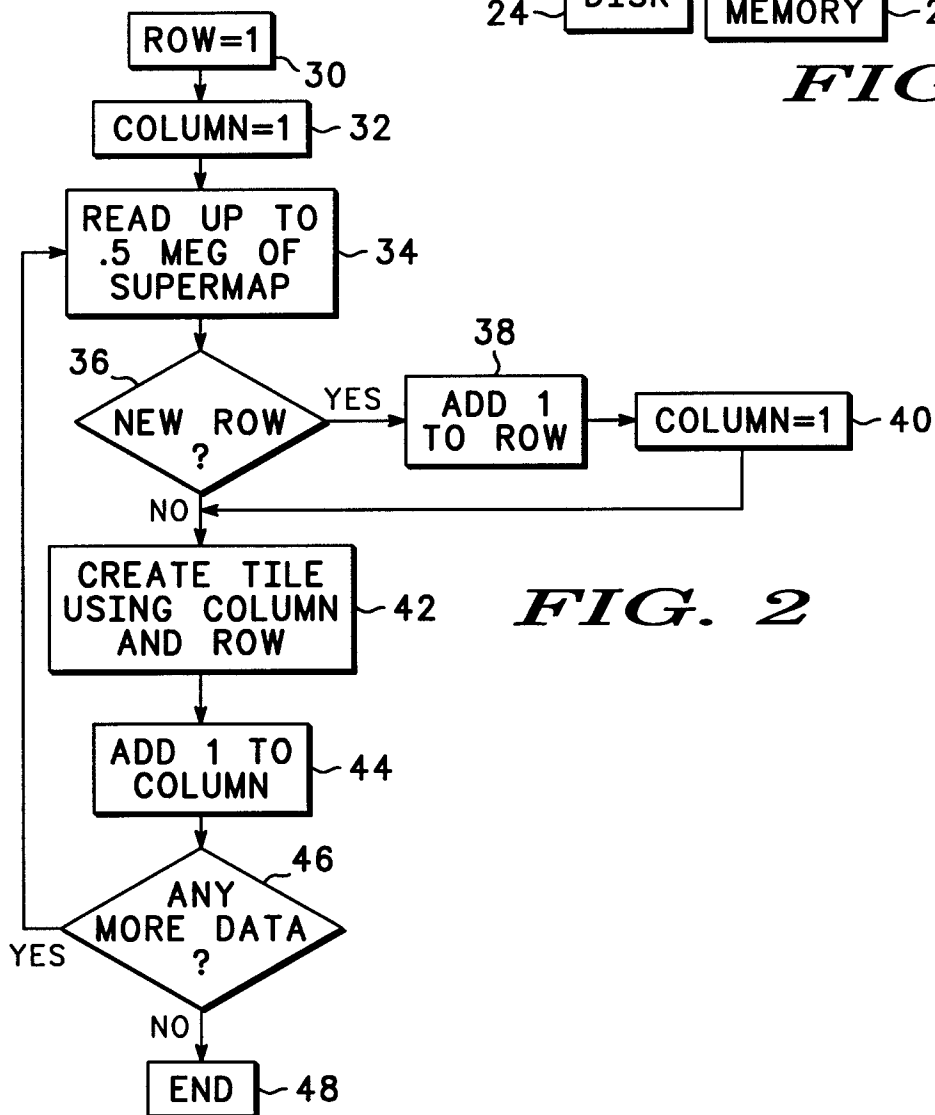 24
DISK
MEMORY
FIG
ROW=1
30
COLUMN=1
32
READ UP TO
.5 MEG OF
SUPERMAP
34
36
NEW ROW
?
YES
38
ADD 1
TO ROW
COLUMN=1
40
NO
CREATE TILE
USING COLUMN
AND ROW
42
FIG. 2
ADD 1 TO
COLUMN
44
46
ANY
MORE DATA
?
YES
NO
END
48